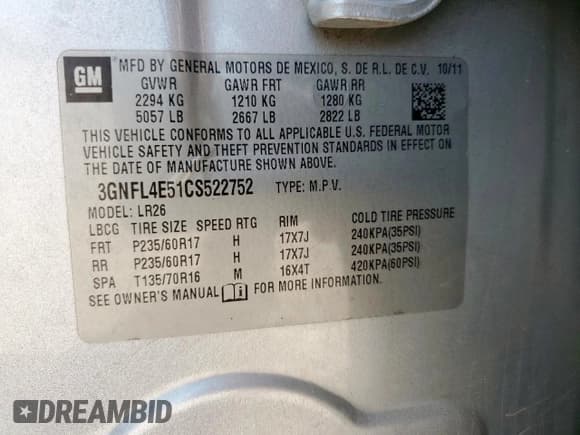 GM
MFD BY GENERAL MOTORS DE MEXICO, S. DE R.L. DE C.V. 10/11
GVWR GAWR FRT GAWR RR
2294 KG 1210 KG 1280 KG
5057 LB 2667 LB 2822 LB
THIS VEHICLE CONFORMS TO ALL APPLICABLE U.S. FEDERAL MOTOR
VEHICLE SAFETY AND THEFT PREVENTION STANDARDS IN EFFECT ON
THE DATE OF MANUFACTURE SHOWN ABOVE.
3GNFL4E51CS522752 TYPE: M.P.V.
MODEL: LR26
LBCG TIRE SIZE SPEED RTG RIM COLD TIRE PRESSURE
FRT P235/60R17 H 17X7J 240KPA(35PSI)
RR P235/60R17 H 17X7J 240KPA(35PSI)
SPA T135/70R16 M 16X4T 420KPA(60PSI)
SEE OWNER'S MANUAL FOR MORE INFORMATION.
DREAMBID